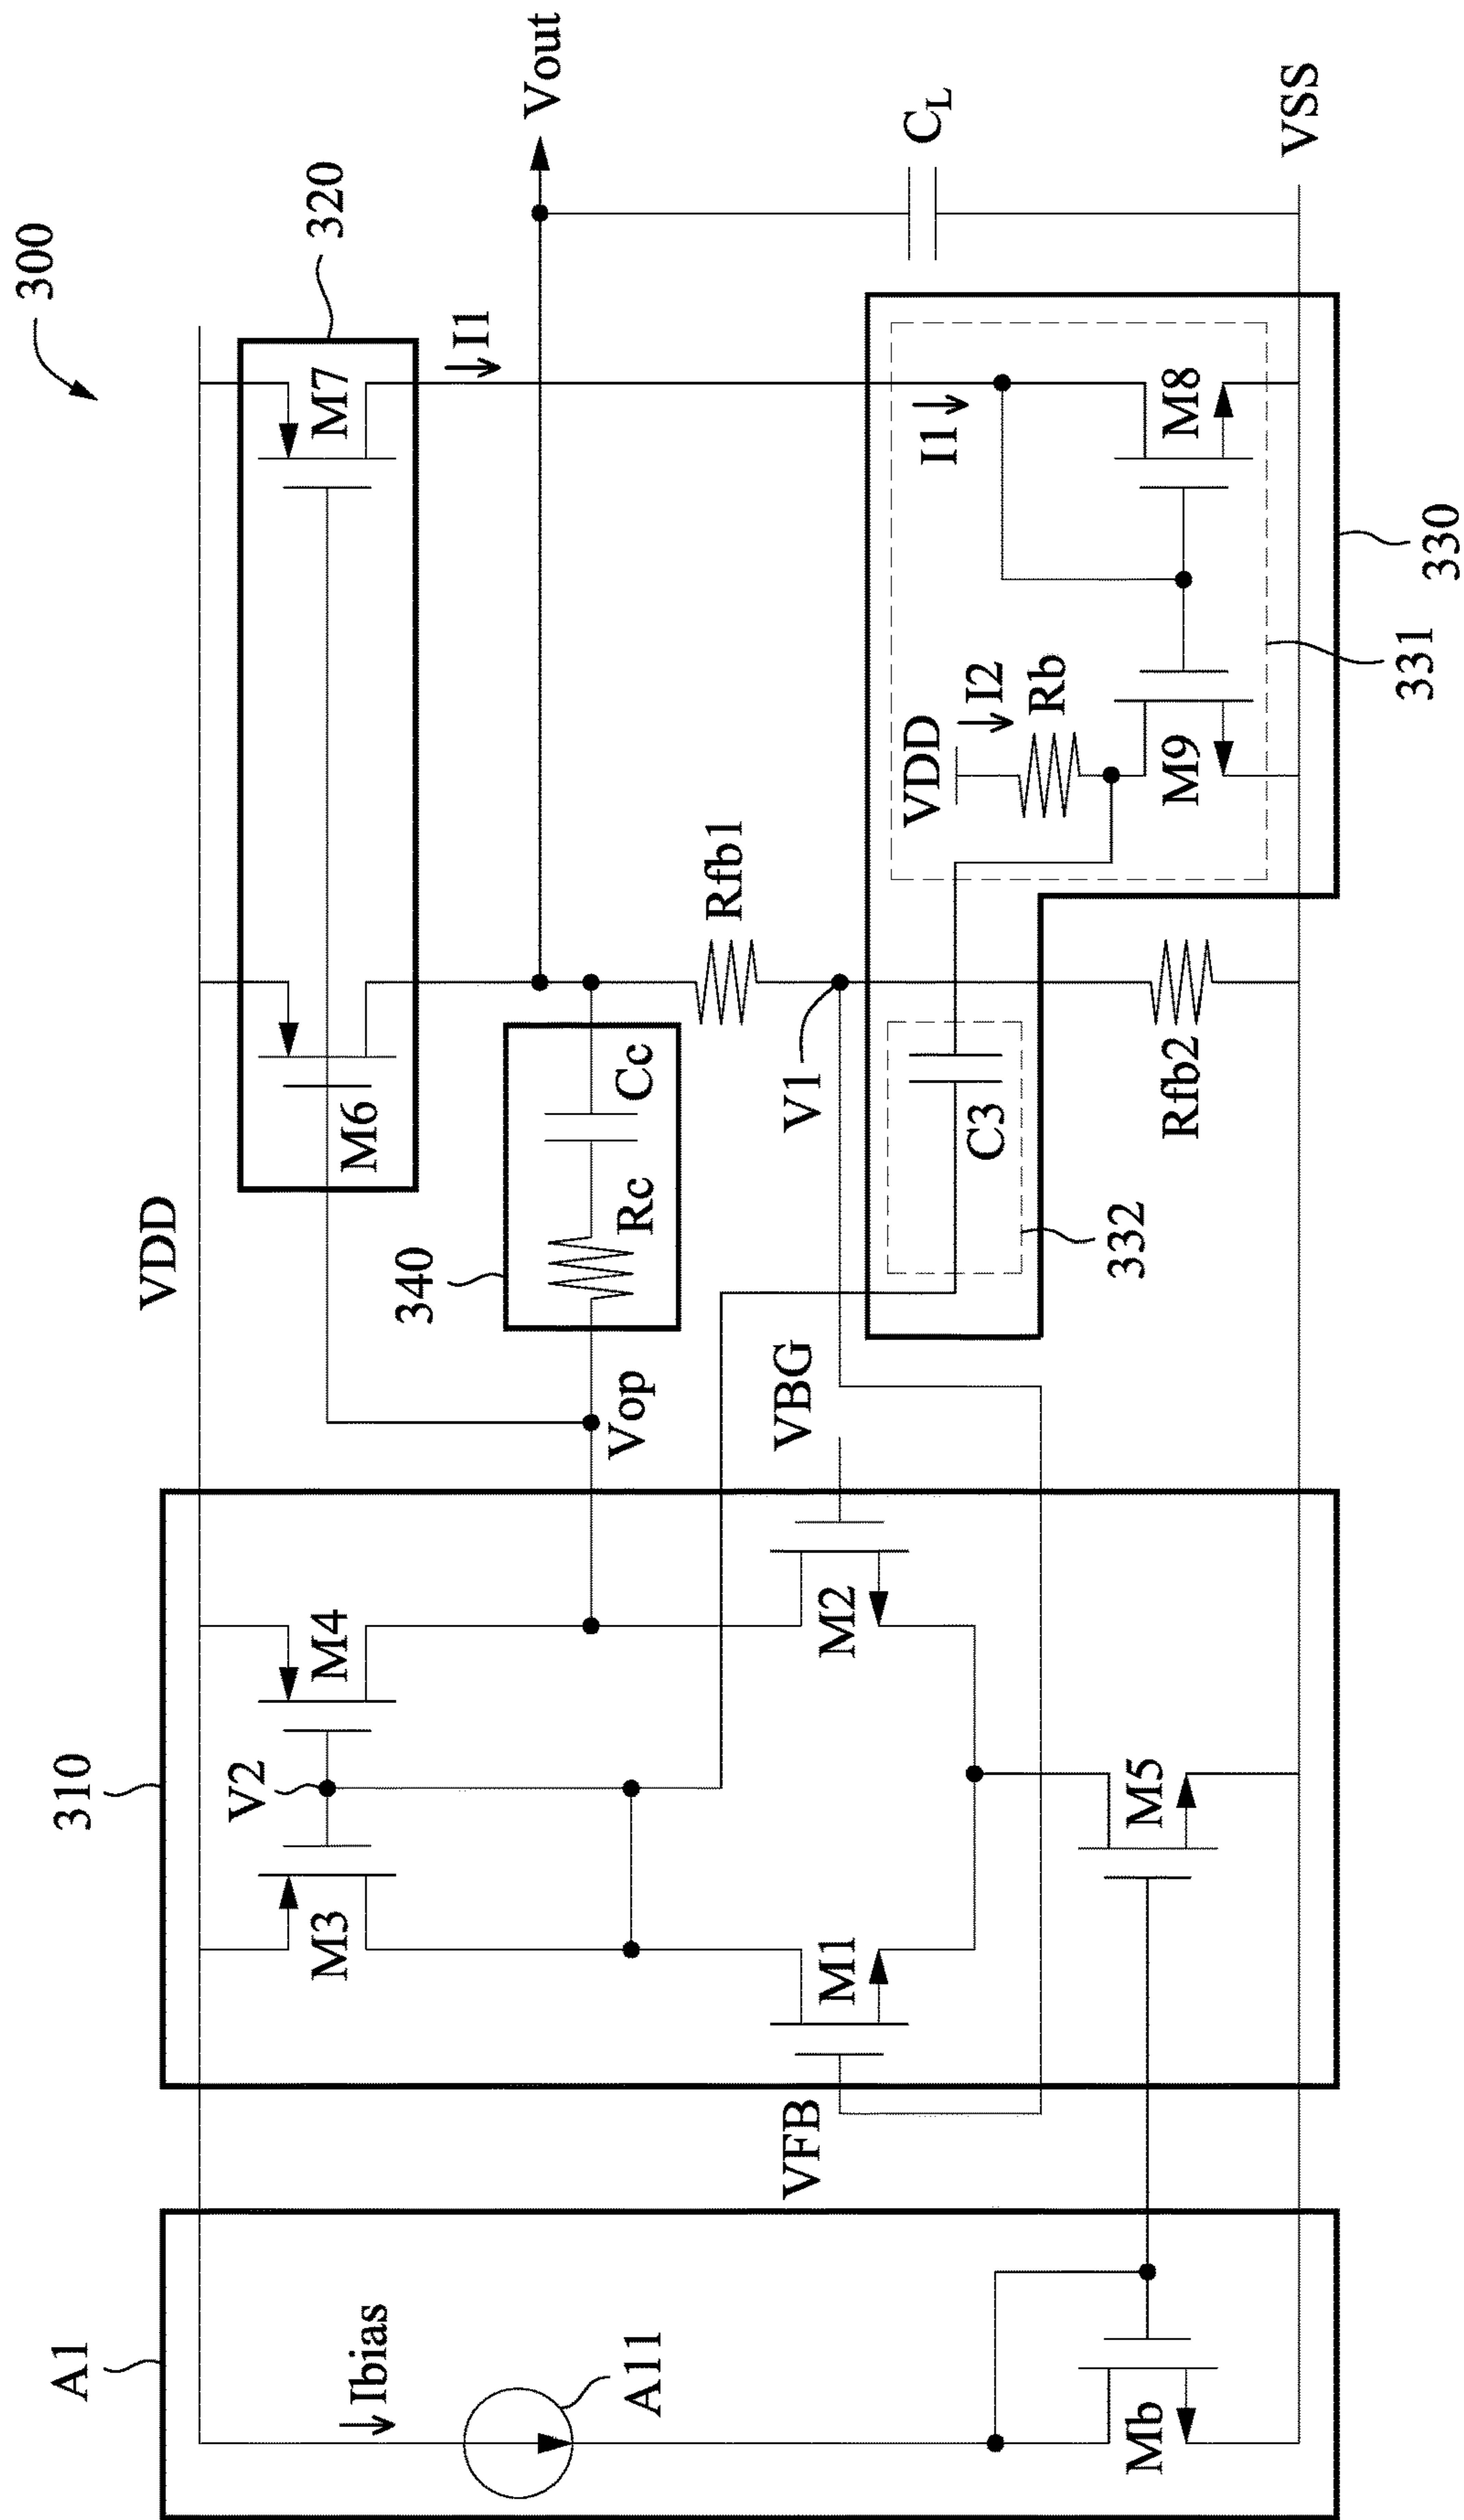 300
VDD
320
M6
M7
I1
Vout
310
V2
M3
M4
Vop
340
Rc
Cc
Rfb1
V1
CL
A1
Ibias
A11
Mb
VFB
M1
M2
VBG
M5
332
C3
Rfb2
VDD
I2
Rb
I1
M9
M8
331
330
VSS